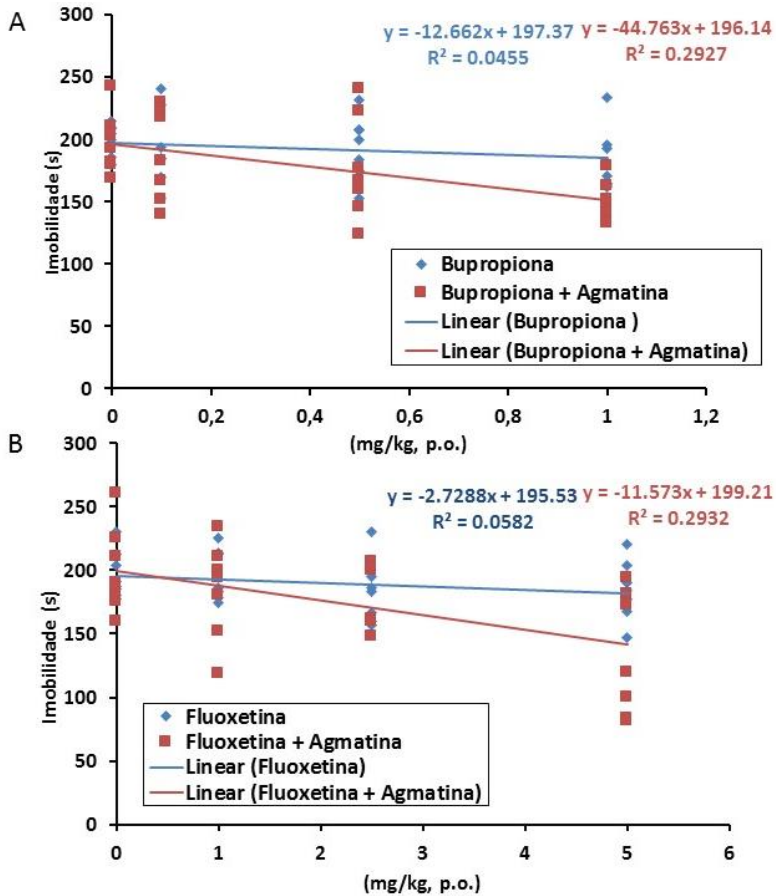 A
300
250
200
150
100
50
0
Imobilidade (s)
y = -12.662x + 197.37
R² = 0.0455
y = -44.763x + 196.14
R² = 0.2927
Bupropiona
Bupropiona + Agmatina
Linear (Bupropiona )
Linear (Bupropiona + Agmatina)
0 0,2 0,4 0,6 0,8 1 1,2
(mg/kg, p.o.)
B
300
250
200
150
100
50
0
Imobilidade (s)
y = -2.7288x + 195.53
R² = 0.0582
y = -11.573x + 199.21
R² = 0.2932
Fluoxetina
Fluoxetina + Agmatina
Linear (Fluoxetina)
Linear (Fluoxetina + Agmatina)
0 1 2 3 4 5 6
(mg/kg, p.o.)